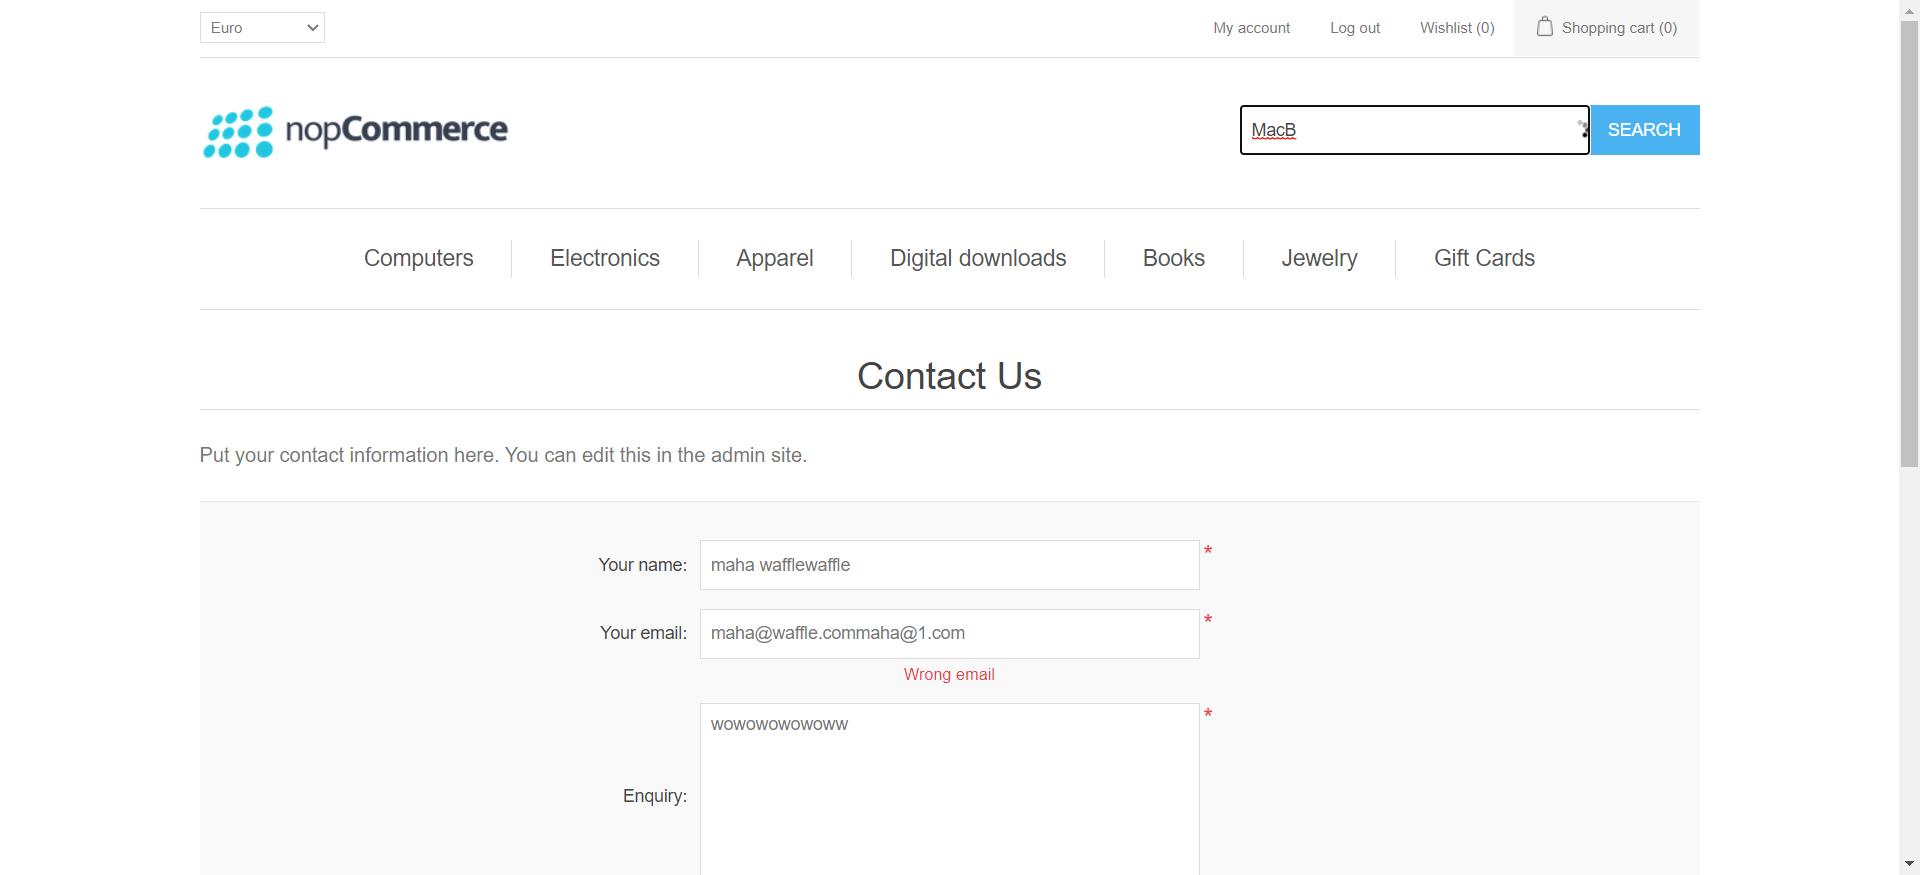 Euro
My account
Log out
Wishlist (0)
Shopping cart (0)
nopCommerce
MacB
SEARCH
Computers
Electronics
Apparel
Digital downloads
Books
Jewelry
Gift Cards
Contact Us
Put your contact information here. You can edit this in the admin site.
Your name:
maha wafflewaffle
*
Your email:
maha@waffle.commaha@1.com
*
Wrong email
Enquiry:
wowowowowoww
*